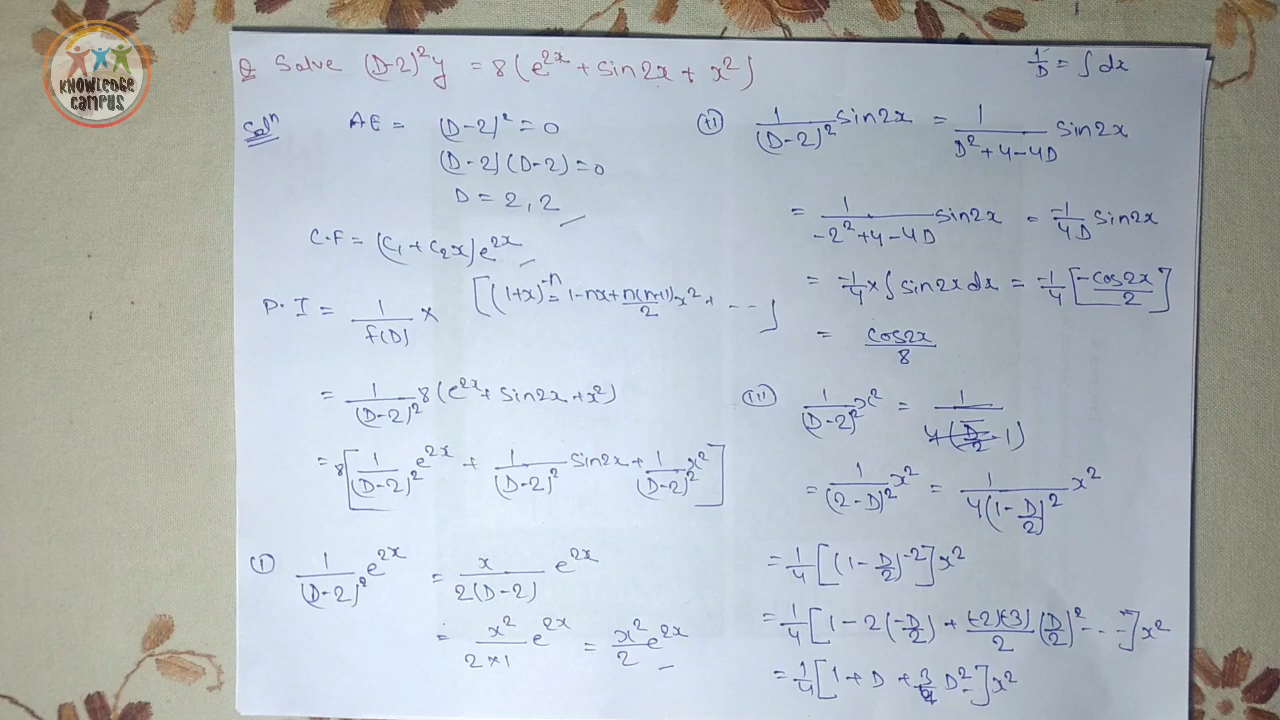 KNOWLEDGE
CAMPUS
Q Solve (D-2)²y = 8(e^2x + sin2x + x²)
1/D = ∫dx
Solⁿ
AE = (D-2)² = 0
(D-2)(D-2) = 0
D = 2, 2
C.F = (C₁ + C₂x)e^2x
P.I = 1/f(D) × [(1+x)^-n = 1-nx + n(n+1)/2 x² + --]
= 1/(D-2)² 8(e^2x + sin2x + x²)
= 8[1/(D-2)² e^2x + 1/(D-2)² sin2x + 1/(D-2)² x²]
(I) 1/(D-2)² e^2x = x/2(D-2) e^2x
= x²/2×1 e^2x = x²/2 e^2x
(II) 1/(D-2)² sin2x = 1/D²+4-4D sin2x
= 1/-2²+4-4D sin2x = -1/4D sin2x
= -1/4 × ∫sin2x dx = -1/4 [-cos2x/2]
= cos2x/8
(III) 1/(D-2)² x² = 1/4(D/2-1)
= 1/(2-D)² x² = 1/4(1-D/2)² x²
= 1/4 [(1-D/2)^-2] x²
= 1/4 [1-2(-D/2) + (-2)(-3)/2 (D/2)² - - - -] x²
= 1/4 [1 + D + 3/4 D² -] x²